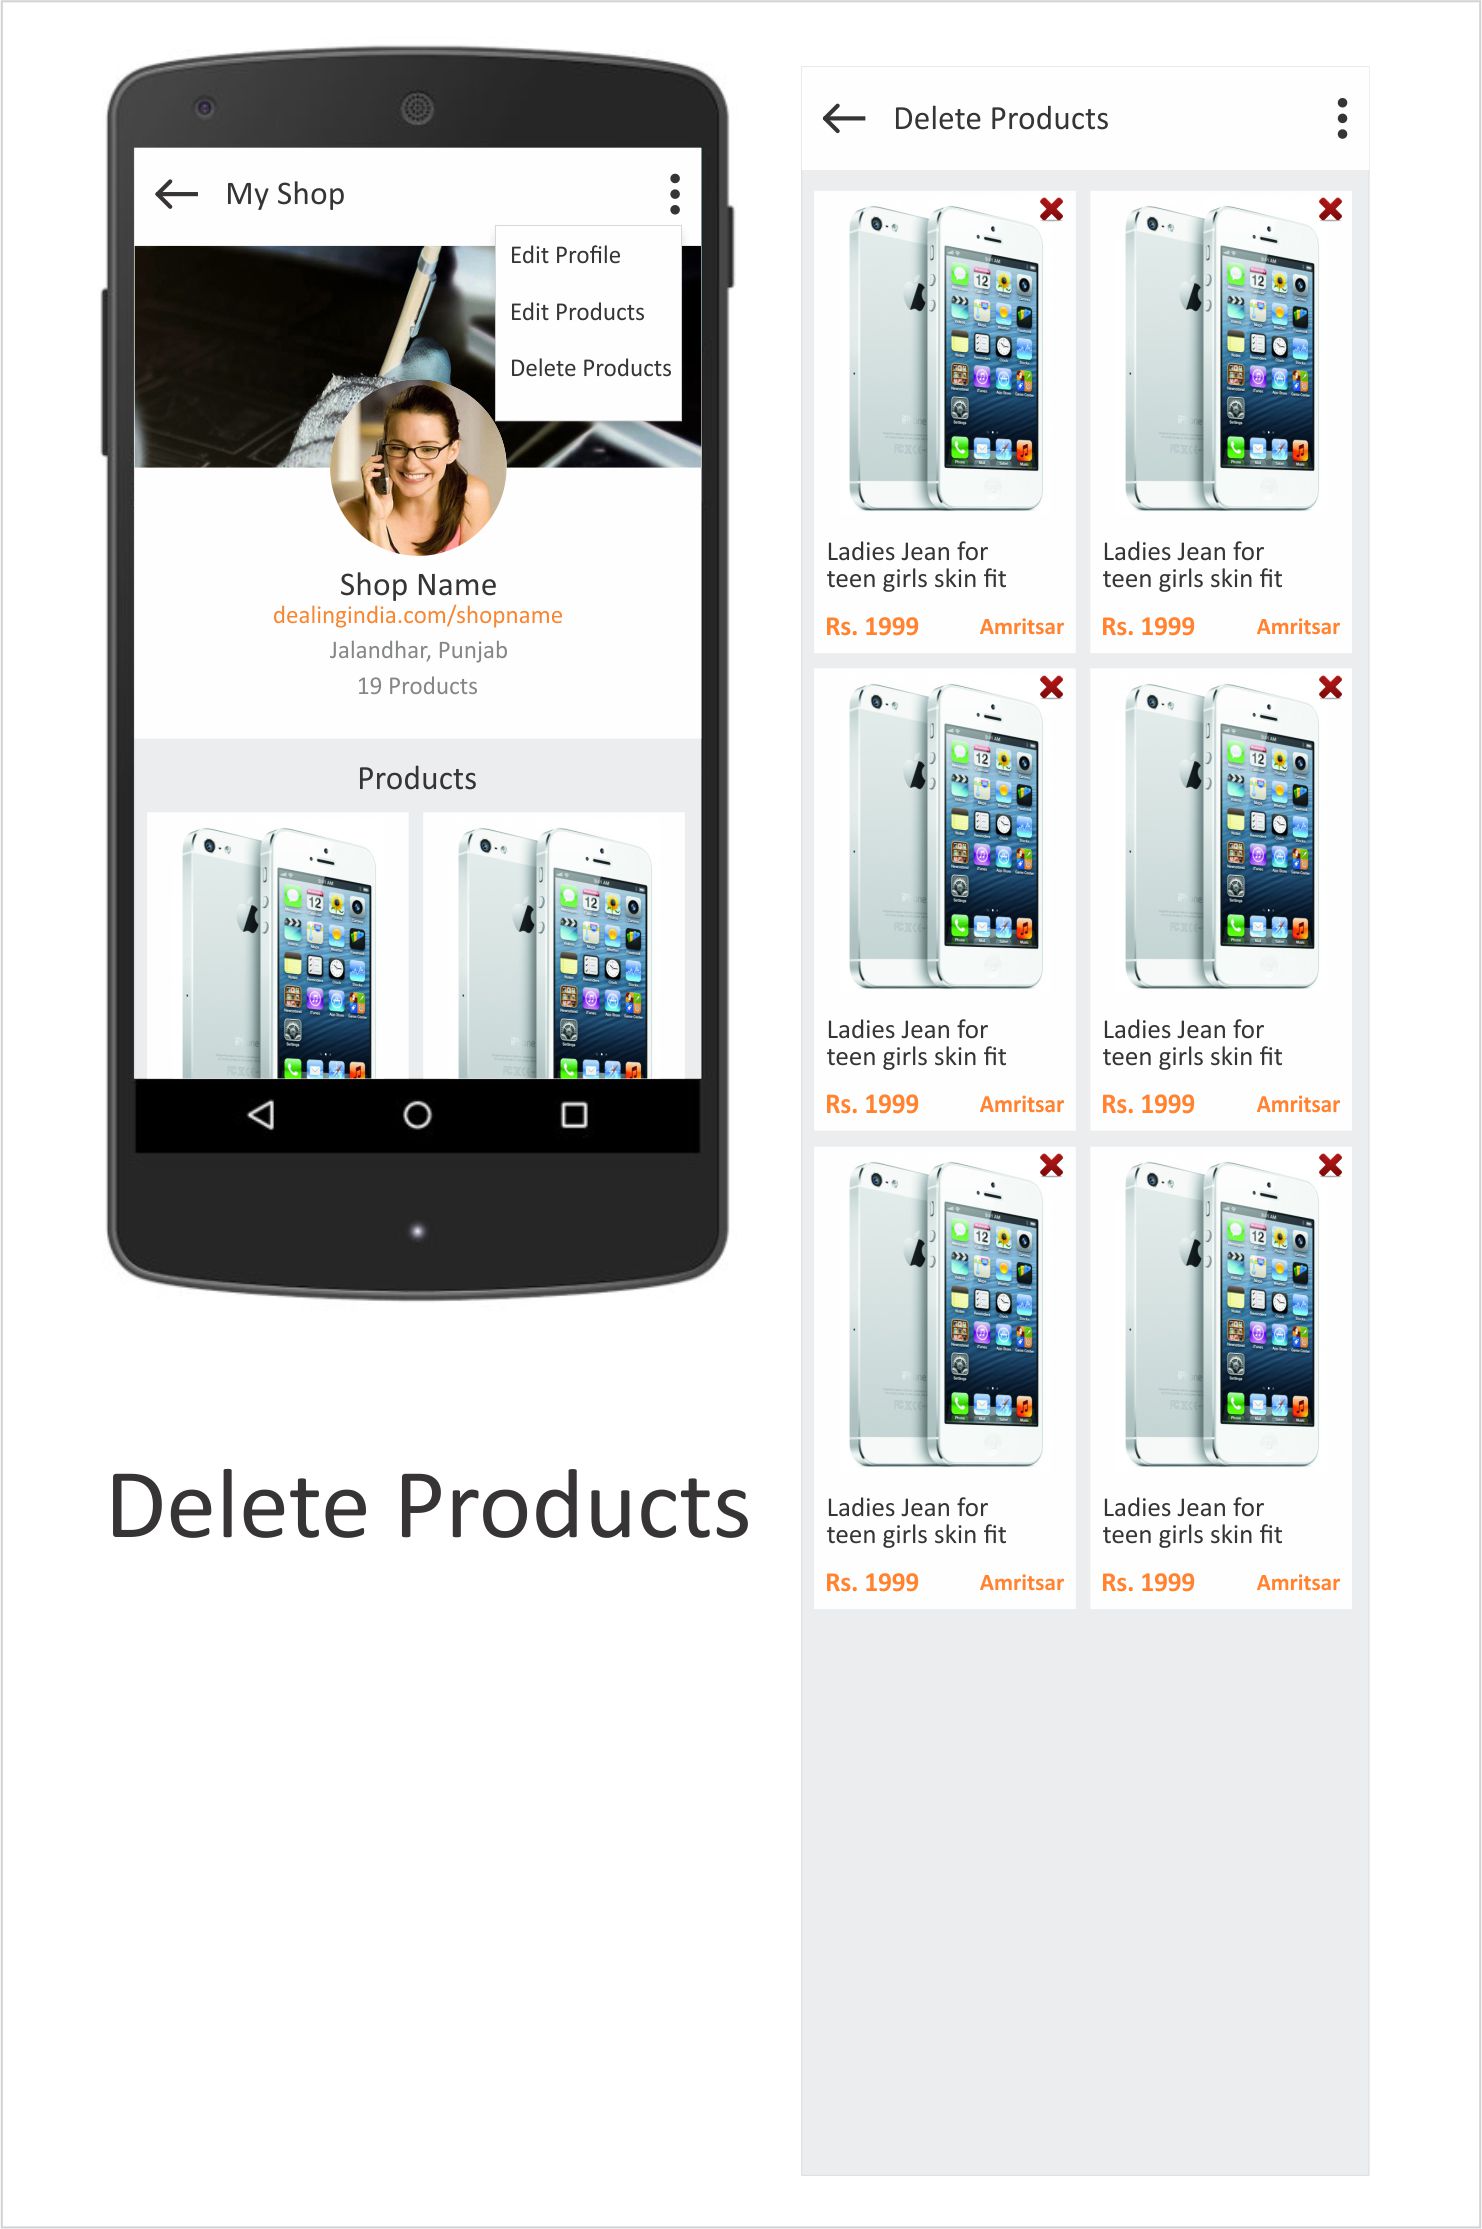 My Shop
Edit Profile
Edit Products
Delete Products
Shop Name
dealingindia.com/shopname
Jalandhar, Punjab
19 Products
Products
Delete Products
Delete Products
Ladies Jean for
teen girls skin fit
Rs. 1999 Amritsar
Ladies Jean for
teen girls skin fit
Rs. 1999 Amritsar
Ladies Jean for
teen girls skin fit
Rs. 1999 Amritsar
Ladies Jean for
teen girls skin fit
Rs. 1999 Amritsar
Ladies Jean for
teen girls skin fit
Rs. 1999 Amritsar
Ladies Jean for
teen girls skin fit
Rs. 1999 Amritsar